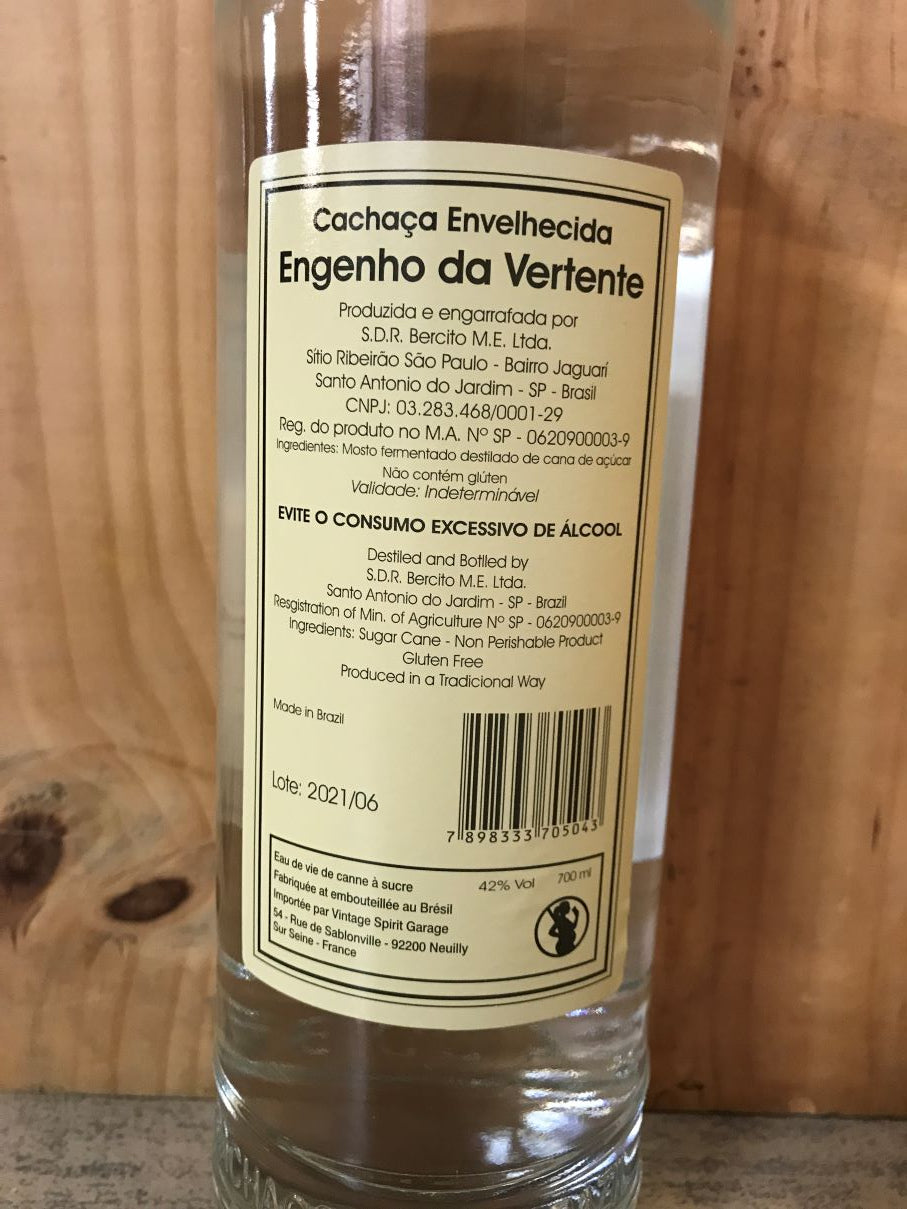 Cachaça Envelhecida
Engenho da Vertente
Produzida e engarrafada por
S.D.R. Bercito M.E. Ltda.
Sítio Ribeirão São Paulo - Bairro Jaguarí
Santo Antonio do Jardim - SP - Brasil
CNPJ: 03.283.468/0001-29
Reg. do produto no M.A. Nº SP - 0620900003-9
Ingredientes: Mosto fermentado destilado de cana de açúcar
Não contém glúten
Validade: Indeterminável
EVITE O CONSUMO EXCESSIVO DE ÁLCOOL
Destiled and Botlled by
S.D.R. Bercito M.E. Ltda.
Santo Antonio do Jardim - SP - Brazil
Resgistration of Min. of Agriculture Nº SP - 0620900003-9
Ingredients: Sugar Cane - Non Perishable Product
Gluten Free
Produced in a Tradicional Way
Made in Brazil
Lote: 2021/06
7 898333 705043
Eau de vie de canne à sucre
Fabriquée at embouteillée au Brésil
Importée par Vintage Spirit Garage
54 - Rue de Sablonville - 92200 Neuilly
Sur Seine - France
42% Vol 700 ml